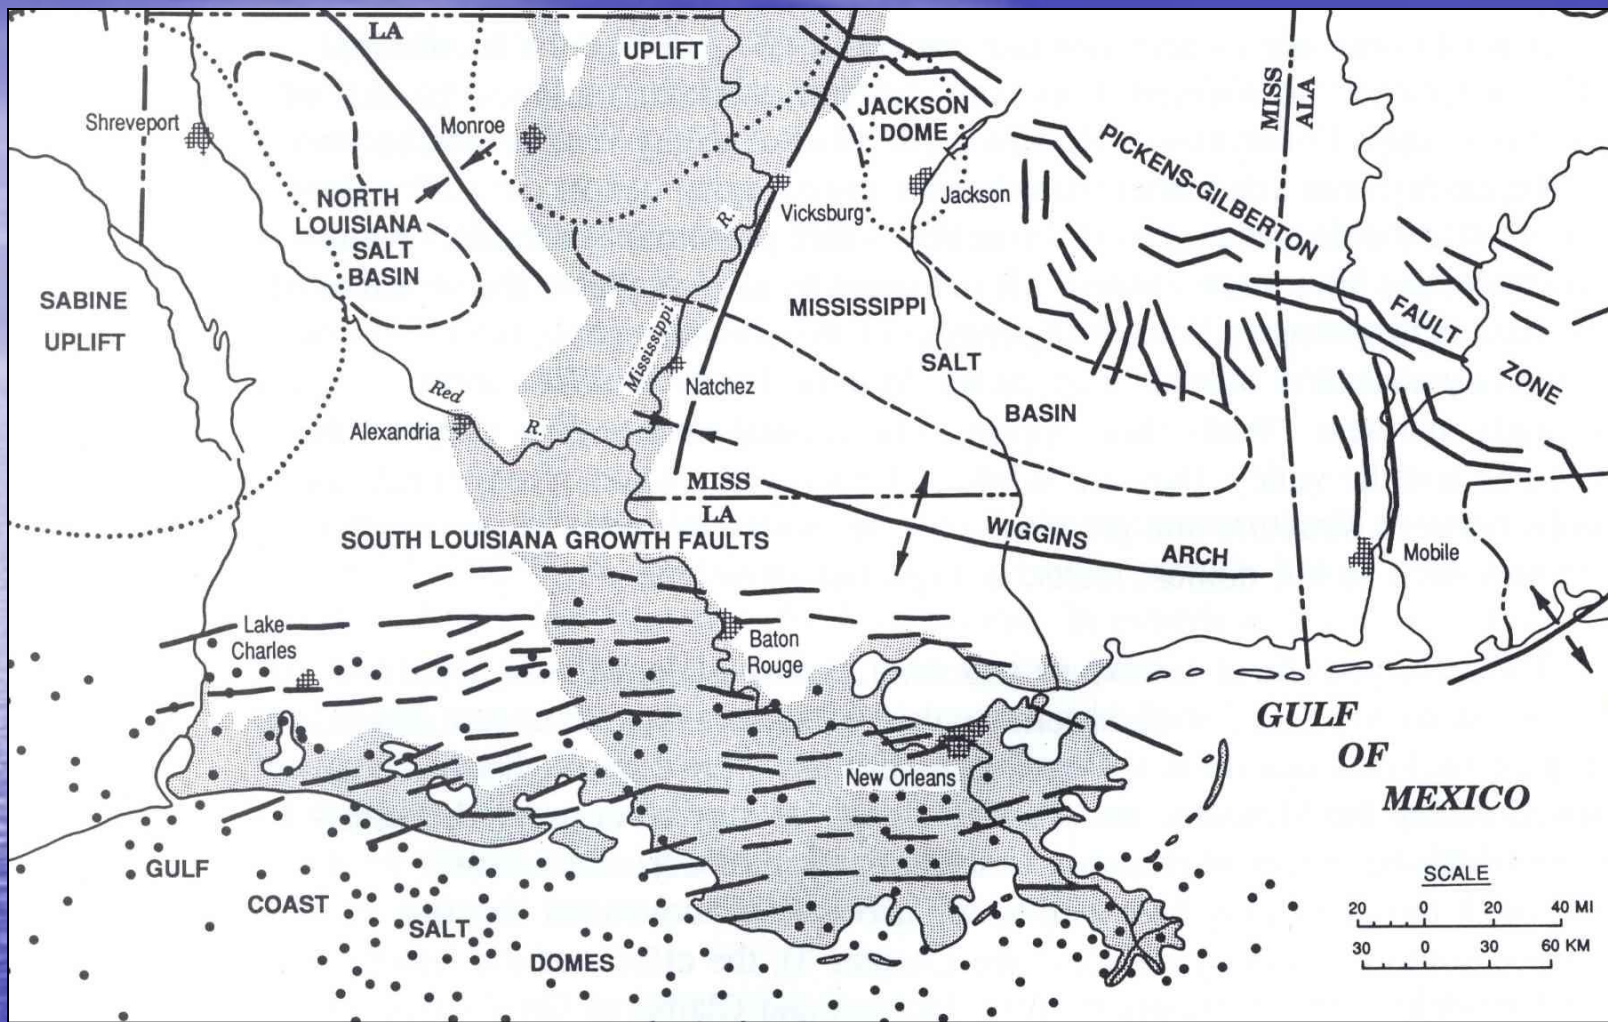 LA
UPLIFT
MISS
ALA
Shreveport
Monroe
JACKSON
DOME
PICKENS-GILBERTON
FAULT
ZONE
NORTH
LOUISIANA
SALT
BASIN
R.
Vicksburg
Jackson
SABINE
UPLIFT
MISSISSIPPI
SALT
BASIN
Mississippi
Natchez
Red
R.
Alexandria
MISS
LA
SOUTH LOUISIANA GROWTH FAULTS
WIGGINS
ARCH
Mobile
Lake
Charles
Baton
Rouge
GULF
OF
MEXICO
New Orleans
GULF
COAST
SALT
DOMES
SCALE
20 0 20 40 MI
30 0 30 60 KM